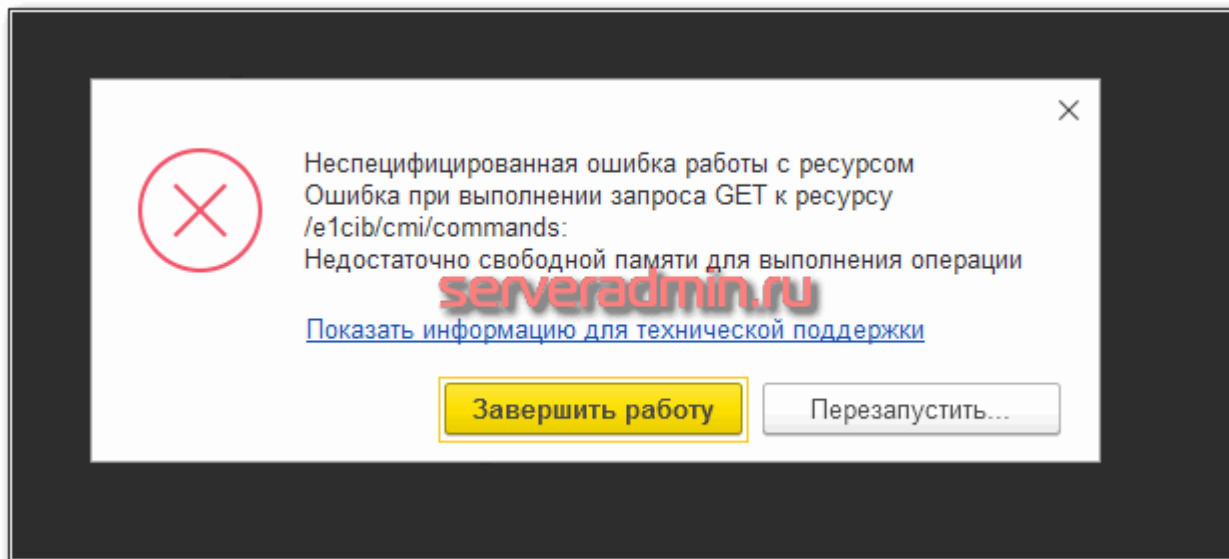 Неспецифицированная ошибка работы с ресурсом
Ошибка при выполнении запроса GET к ресурсу
/e1cib/cmi/commands:
Недостаточно свободной памяти для выполнения операции
serveradmin.ru
Показать информацию для технической поддержки
Завершить работу
Перезапустить...